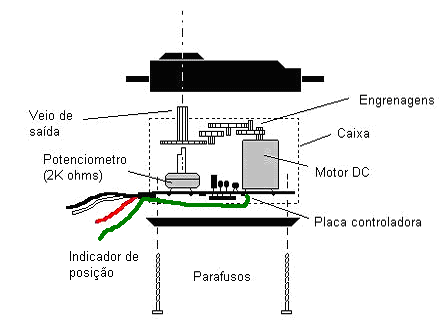 Veio de
saída
Engrenagens
Caixa
Potenciometro
(2K ohms)
Motor DC
Placa controladora
Indicador de
posição
Parafusos